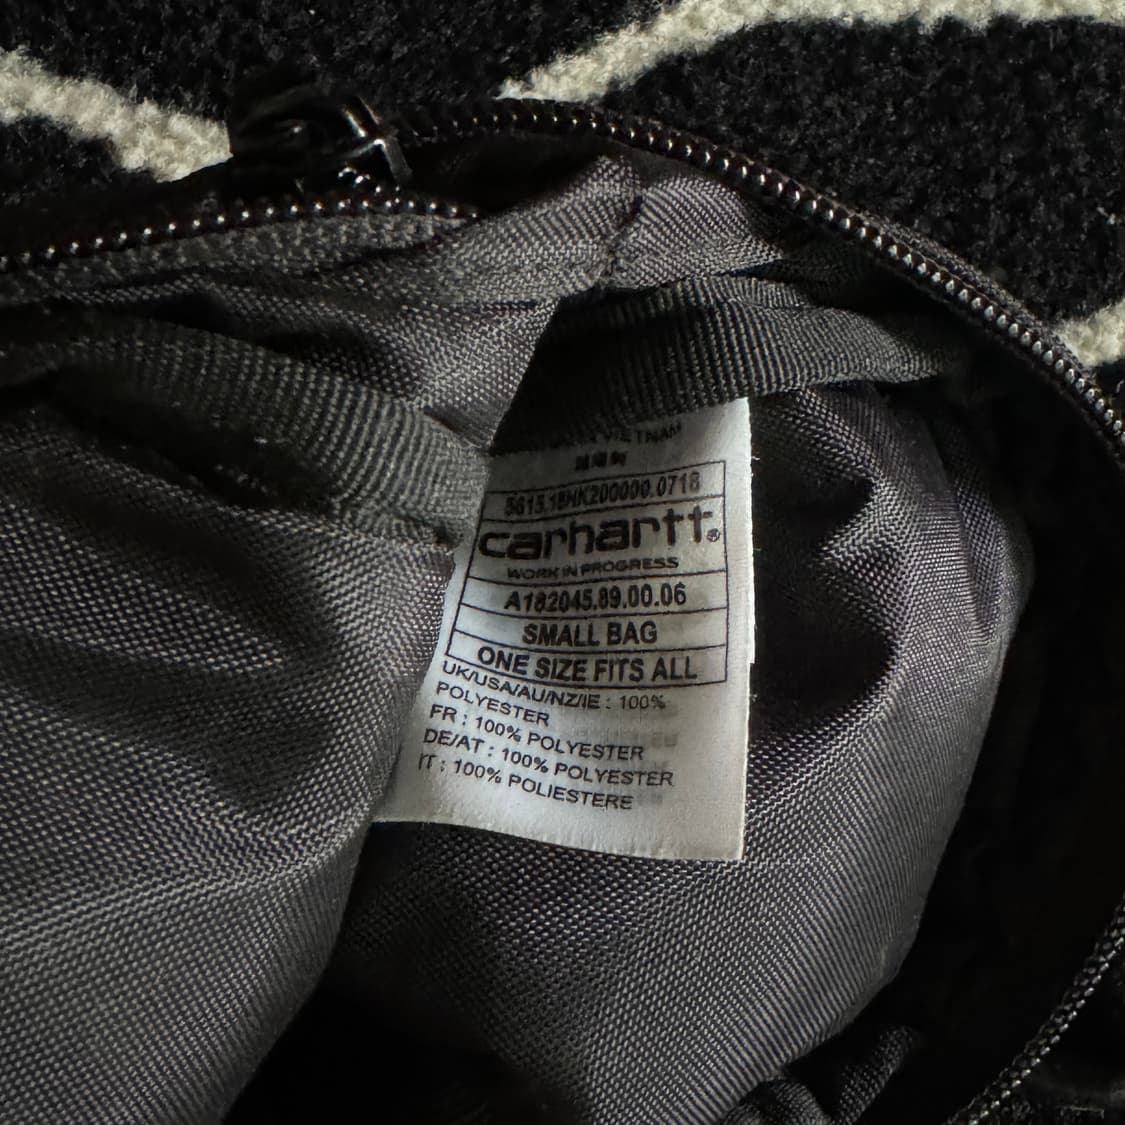 VIETNAM
5615.18HK200000.0718
carhartt®
WORK IN PROGRESS
A182045.89.00.06
SMALL BAG
ONE SIZE FITS ALL
UK/USA/AU/NZ/IE : 100%
POLYESTER
FR : 100% POLYESTER
DE/AT : 100% POLYESTER
IT : 100% POLIESTERE